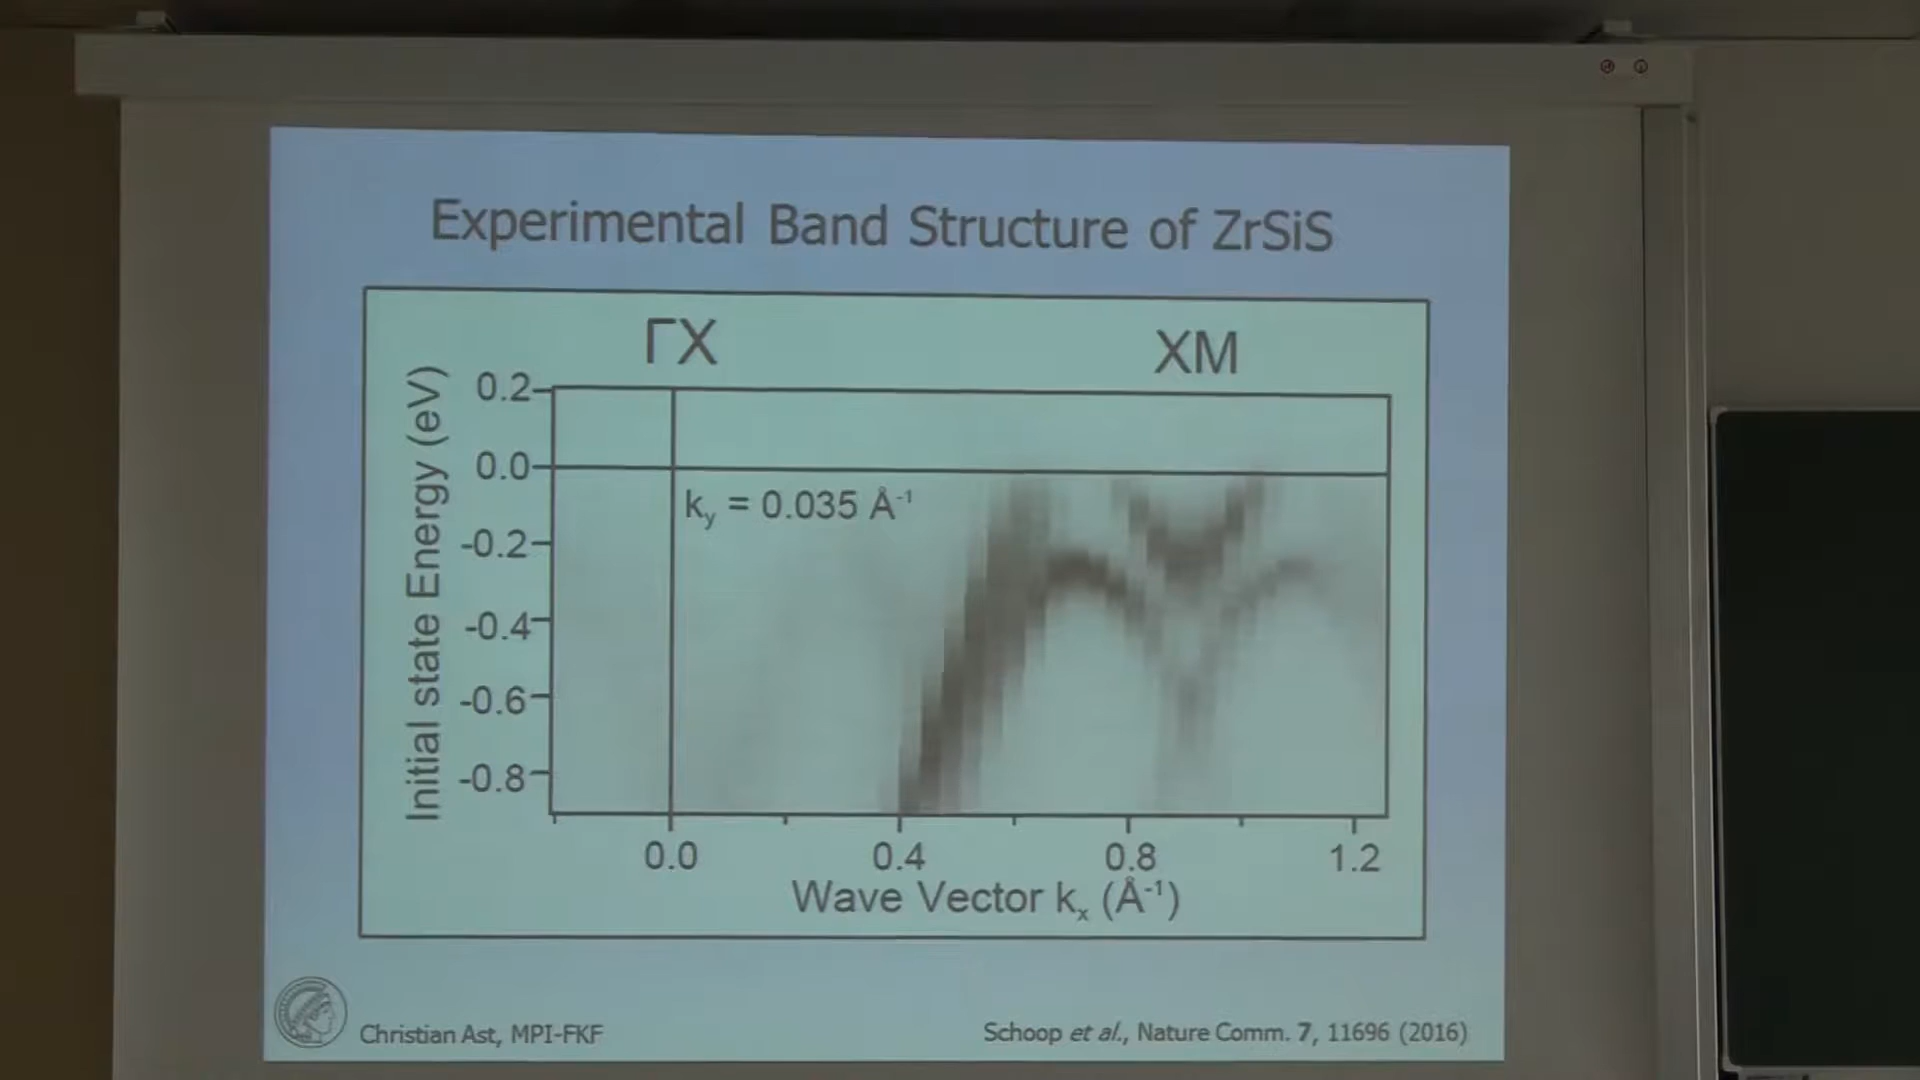 Experimental Band Structure of ZrSiS
ΓX
XM
Initial state Energy (eV)
0.2
0.0
-0.2
-0.4
-0.6
-0.8
k_y = 0.035 Å⁻¹
0.0
0.4
0.8
1.2
Wave Vector kₓ (Å⁻¹)
Christian Ast, MPI-FKF
Schoop et al., Nature Comm. 7, 11696 (2016)